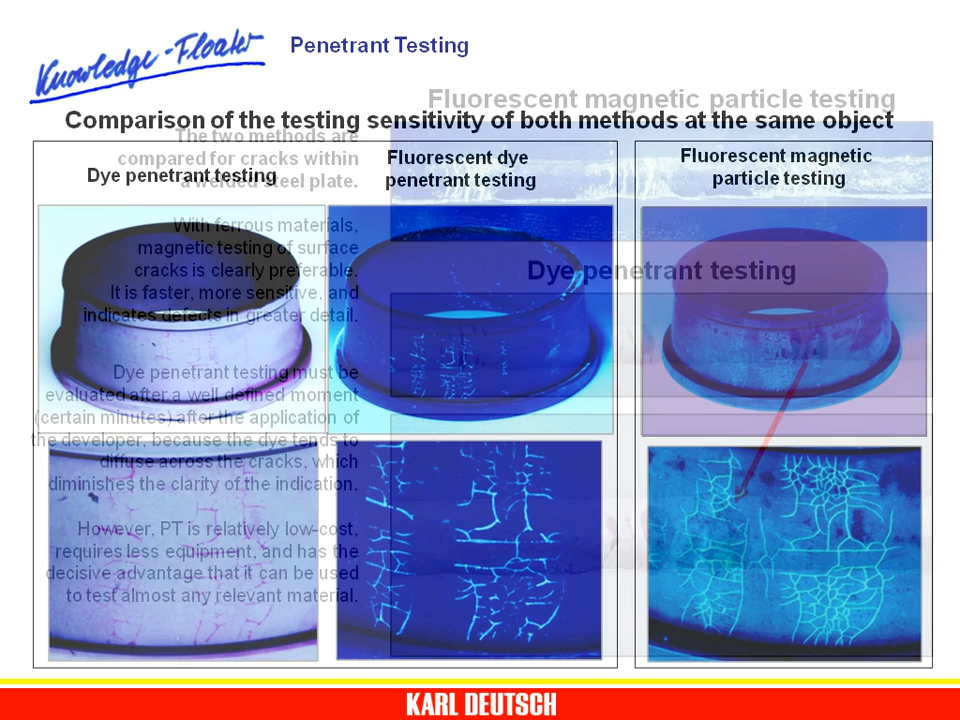 Knowledge-Floater
Penetrant Testing
Fluorescent magnetic particle testing
Comparison of the testing sensitivity of both methods at the same object
The two methods are
compared for cracks within
a welded steel plate.
Dye penetrant testing
Fluorescent dye
penetrant testing
Fluorescent magnetic
particle testing
With ferrous materials,
magnetic testing of surface
cracks is clearly preferable.
It is faster, more sensitive, and
indicates defects in greater detail.
Dye penetrant testing
Dye penetrant testing must be
evaluated after a well defined moment
(certain minutes) after the application of
the developer, because the dye tends to
diffuse across the cracks, which
diminishes the clarity of the indication.
However, PT is relatively low-cost,
requires less equipment, and has the
decisive advantage that it can be used
to test almost any relevant material.
KARL DEUTSCH